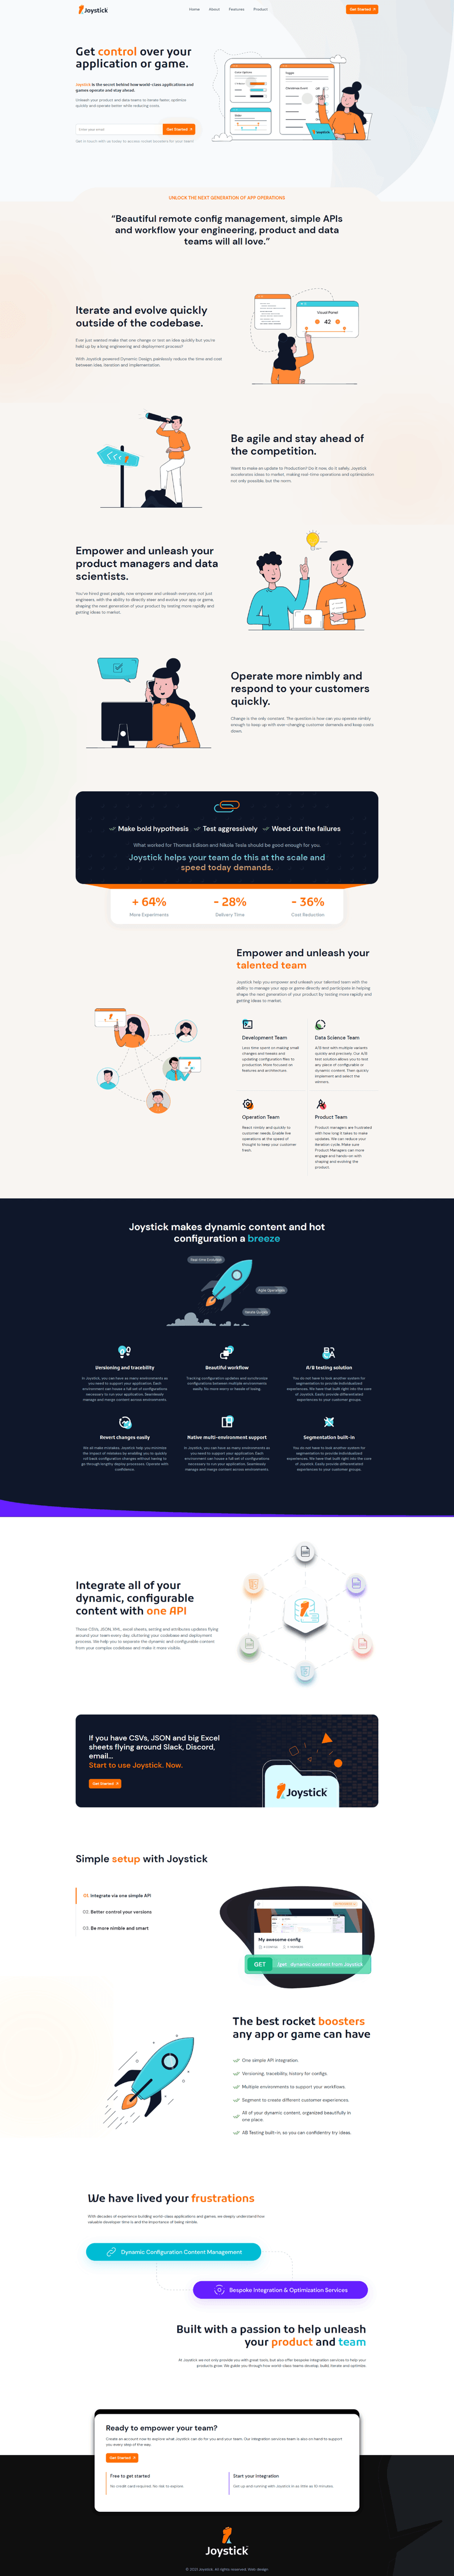 Joystick
Home About Features Product
Get Started
Get control over your
application or game.
Joystick is the secret behind how world-class applications and
games operate and stay ahead.
Unleash your product and data teams to iterate faster, optimize
quickly and operate better while reducing costs.
Enter your email
Get Started
Get in touch with us today to access closed powers for your team!
UNLOCK THE NEXT GENERATION OF APP OPERATIONS
“Beautiful remote config management, simple APIs
and workflow your engineering, product and data
teams will all love.”
Iterate and evolve quickly
outside of the codebase.
Ever just wanted make that one change or test an idea quickly but you're
held up by a long engineering and deployment process?
With Joystick powered Dynamic Design, painlessly reduce the time and cost
between idea, iteration and implementation.
Visual Panel
42
Be agile and stay ahead of
the competition.
Want to make an update to Production? Do it now, do it safely. Joystick
accelerates ideas to market, making real-time operations and optimization
not only possible, but the norm.
Empower and unleash your
product managers and data
scientists.
You've hired great people, now empower and unleash everyone, not just
engineers, with the ability to directly steer and evolve your app or game,
shaping the next generation of your product by testing more rapidly and
getting ideas to market.
Operate more nimbly and
respond to your customers
quickly.
Change is the only constant. The question is how can you operate nimbly
enough to keep up with ever-changing customer demands and keep costs
down.
Make bold hypothesis Test aggressively Weed out the failures
What worked for Thomas Edison and Nikola Tesla should be good enough for you.
Joystick helps your team do this at the scale and
speed today demands.
+ 64%
More Experiments
- 28%
Delivery Time
- 36%
Cost Reduction
Empower and unleash your
talented team
Joystick help you empower and unleash your talented team with the
ability to manage your app or game directly and participate in helping
shape the next generation of your product by testing more rapidly and
getting ideas to market.
Development Team
Less time spent on making small
changes and tweaks and
updating configuration files to
production. More focused on
features and architecture.
Data Science Team
A/B test with multiple variants
quickly and precisely. Our A/B
test solution allows you to test
any piece of configurable or
dynamic content. Then quickly
implement and select the
winners.
Operation Team
React nimbly and quickly to
customer needs. Enable live
operations at the speed of
thought to keep your customer
fresh.
Product Team
Product managers are frustrated
with how long it takes to make
updates. We can reduce your
iteration cycle. Make sure
Product Managers can more
engage and hands-on with
shaping and evolving the
product.
Joystick makes dynamic content and hot
configuration a breeze
Real-time Evolution
Agile Operations
Iterate Quickly
Versioning and tracebility
In Joystick, you can have as many environments as
you need to support your application. Each
environment can house a full set of configurations
necessary to run your application. Seamlessly
manage and merge content across environments.
Beautiful workflow
Tracking configuration updates and synchronize
configurations between multiple environments
easily. No more worry or hassle of losing.
A/B testing solution
You do not have to look another system for
segmentation to provide individualised
experiences. We have that built right into the core
of Joystick. Easily provide differentiated
experiences to your customer groups.
Revert changes easily
We all make mistakes. Joystick help you minimise
the impact of mistakes by enabling you to quickly
roll back configuration changes without having to
go through lengthy deploy processes. Operate with
confidence.
Native multi-environment support
In Joystick, you can have as many environments as
you need to support your application. Each
environment can house a full set of configurations
necessary to run your application. Seamlessly
manage and merge content across environments.
Segmentation built-in
You do not have to look another system for
segmentation to provide individualised
experiences. We have that built right into the core
of Joystick. Easily provide differentiated
experiences to your customer groups.
Integrate all of your
dynamic, configurable
content with one API
These CSVs, JSON, XML, excel sheets, setting and attributes updates flying
around your team every day, cluttering your codebase and deployment
process. We help you to separate the dynamic and configurable content
from your complex codebase and make it more visible.
If you have CSVs, JSON and big Excel
sheets flying around Slack, Discord,
email...
Start to use Joystick. Now.
Get Started
Joystick
Simple setup with Joystick
01. Integrate via one simple API
02. Better control your versions
03. Be more nimble and smart
My awesome config
GET
dynamic content from Joystick
The best rocket boosters
any app or game can have
One simple API integration.
Versioning, tracebility, history for configs.
Multiple environments to support your workflows.
Segment to create different customer experiences.
All of your dynamic content, organized beautifully in
one place.
AB Testing built-in, so you can confidently try ideas.
We have lived your frustrations
With decades of experience building world-class applications and games, we deeply understand how
valuable developer time is and the importance of being nimble.
Dynamic Configuration Content Management
Bespoke Integration & Optimization Services
Built with a passion to help unleash
your product and team
At Joystick we not only provide you with great tools, but also offer bespoke integration services to help your
products grow. We guide you through how world-class teams develop, build, iterate and optimize.
Ready to empower your team?
Create an account now to explore what Joystick can do for you and your team. Our integration services team is also on hand to support
you every step of the way.
Get Started
Free to get started
No credit card required. No risk to explore.
Start your Integration
Get up and running with Joystick in as little as 10 minutes.
Joystick
© 2021 Joystick. All rights reserved. Web design